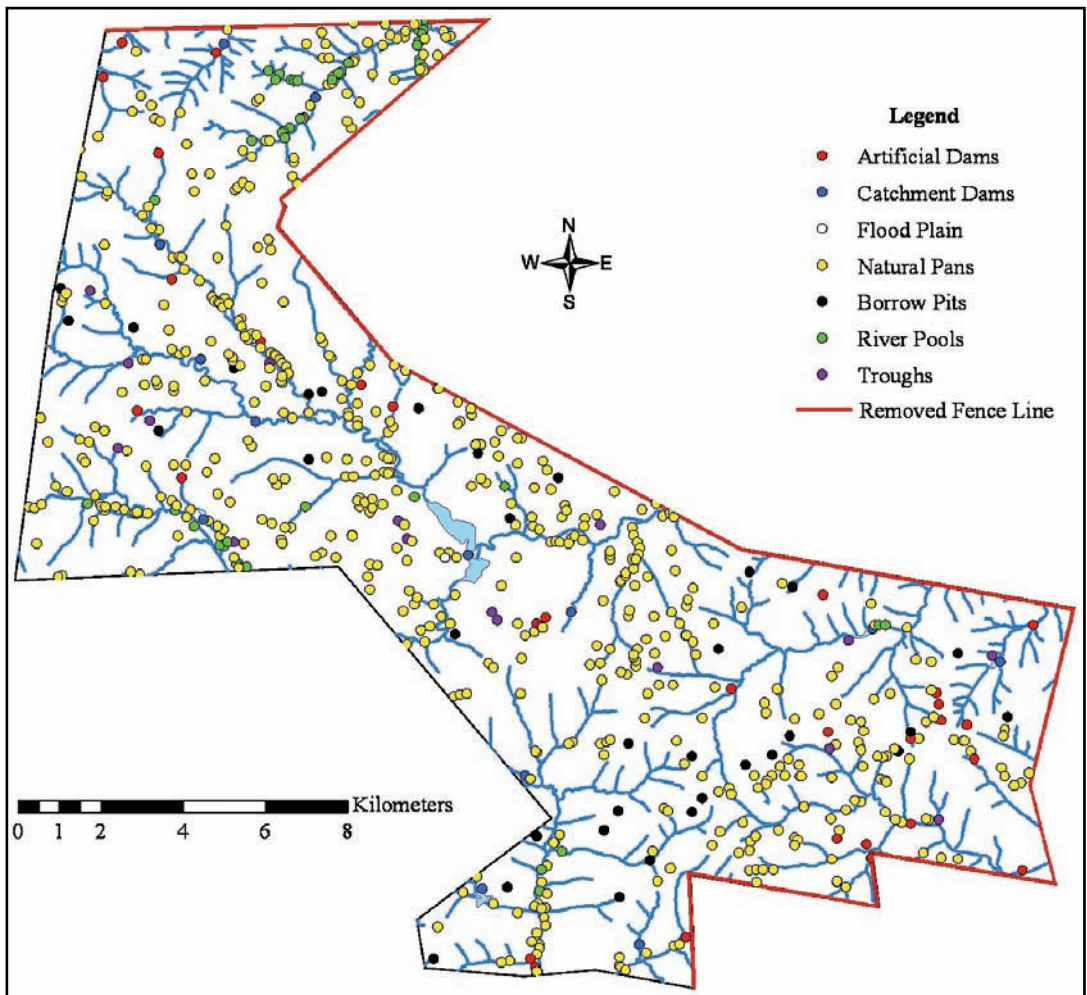 Legend
Artificial Dams
Catchment Dams
Flood Plain
Natural Pans
Borrow Pits
River Pools
Troughs
Removed Fence Line
N
W E
S
Kilometers
0 1 2 4 6 8